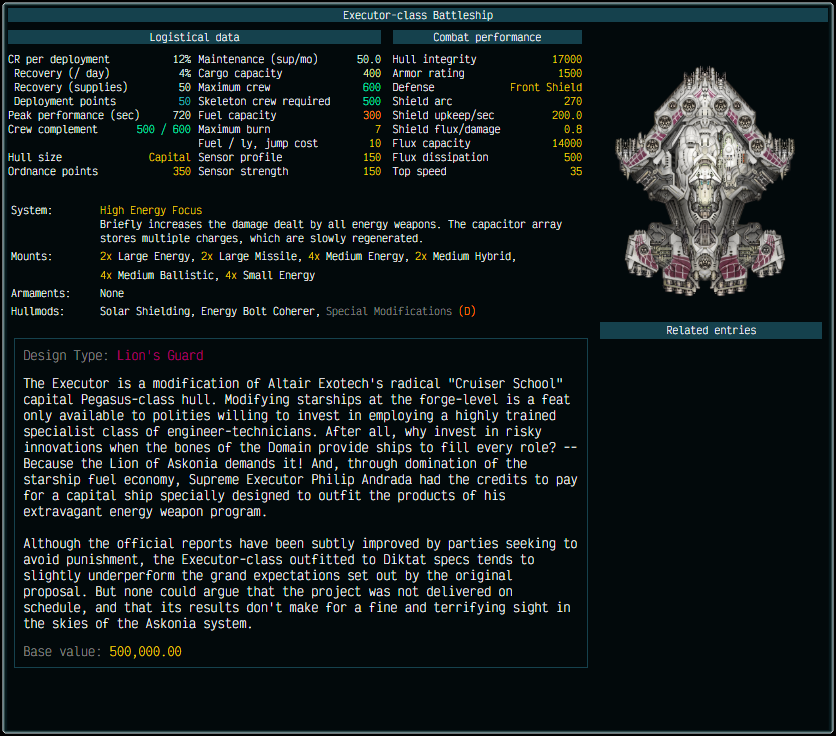 Executor-class Battleship
Logistical data
Combat performance
CR per deployment 12% Maintenance (sup/mo) 50.0 Hull integrity 17000
Recovery (/ day) 4% Cargo capacity 400 Armor rating 1500
Recovery (supplies) 50 Maximum crew 600 Defense Front Shield
Deployment points 50 Skeleton crew required 500 Shield arc 270
Peak performance (sec) 720 Fuel capacity 300 Shield upkeep/sec 200.0
Crew complement 500 / 600 Maximum burn 7 Shield flux/damage 0.8
Fuel / ly, jump cost 10 Flux capacity 14000
Hull size Capital Sensor profile 150 Flux dissipation 500
Ordnance points 350 Sensor strength 150 Top speed 35
System: High Energy Focus
Briefly increases the damage dealt by all energy weapons. The capacitor array
stores multiple charges, which are slowly regenerated.
Mounts: 2x Large Energy, 2x Large Missile, 4x Medium Energy, 2x Medium Hybrid,
4x Medium Ballistic, 4x Small Energy
Armaments: None
Hullmods: Solar Shielding, Energy Bolt Coherer, Special Modifications (▯)
Related entries
Design Type: Lion's Guard
The Executor is a modification of Altair Exotech's radical "Cruiser School"
capital Pegasus-class hull. Modifying starships at the forge-level is a feat
only available to polities willing to invest in employing a highly trained
specialist class of engineer-technicians. After all, why invest in risky
innovations when the bones of the Domain provide ships to fill every role? --
Because the Lion of Askonia demands it! And, through domination of the
starship fuel economy, Supreme Executor Philip Andrada had the credits to pay
for a capital ship specially designed to outfit the products of his
extravagant energy weapon program.
Although the official reports have been subtly improved by parties seeking to
avoid punishment, the Executor-class outfitted to Diktat specs tends to
slightly underperform the grand expectations set out by the original
proposal. But none could argue that the project was not delivered on
schedule, and that its results don't make for a fine and terrifying sight in
the skies of the Askonia system.
Base value: 500,000.00